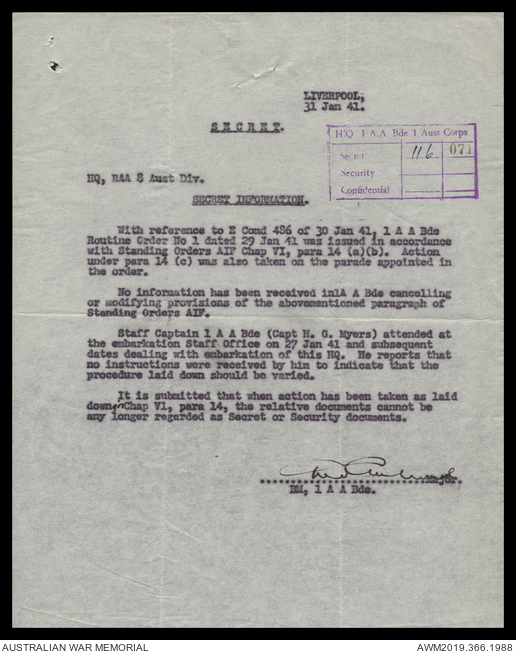 LIVERPOOL,
31 Jan 41.
S E C R E T.
H'Q 1 A.A. Bde 1 Aust Corps
Secret 116 071
Security
Confidential
HQ, RAA 8 Aust Div.
SECRET INFORMATION.
With reference to E Comd 486 of 30 Jan 41, 1 A A Bde
Routine Order No 1 dated 29 Jan 41 was issued in accordance
with Standing Orders AIF Chap VI, para 14 (a)(b). Action
under para 14 (c) was also taken on the parade appointed in
the order.
No information has been received in1A A Bde cancelling
or modifying provisions of the abovementioned paragraph of
Standing Orders AIF.
Staff Captain 1 A A Bde (Capt H. G. Myers) attended at
the embarkation Staff Office on 27 Jan 41 and subsequent
dates dealing with embarkation of this HQ. He reports that
no instructions were received by him to indicate that the
procedure laid down should be varied.
It is submitted that when action has been taken as laid
down Chap VI, para 14, the relative documents cannot be
any longer regarded as Secret or Security documents.
Major.
BM, 1 A A Bde.
AUSTRALIAN WAR MEMORIAL
AWM2019.366.1988